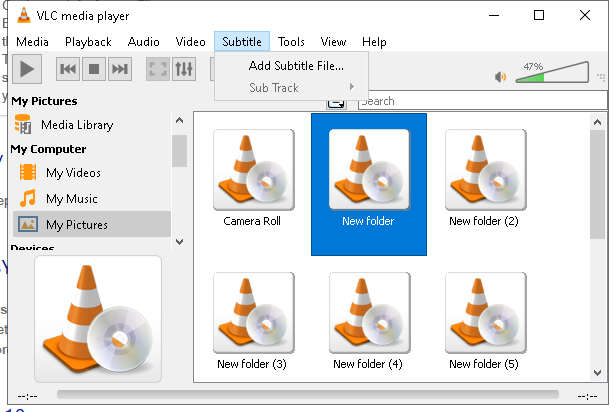 VLC media player
Media Playback Audio Video Subtitle Tools View Help
Add Subtitle File...
Sub Track
47%
Search
My Pictures
Media Library
My Computer
My Videos
My Music
My Pictures
Devices
Camera Roll
New folder
New folder (2)
New folder (3)
New folder (4)
New folder (5)
--:--
--:--